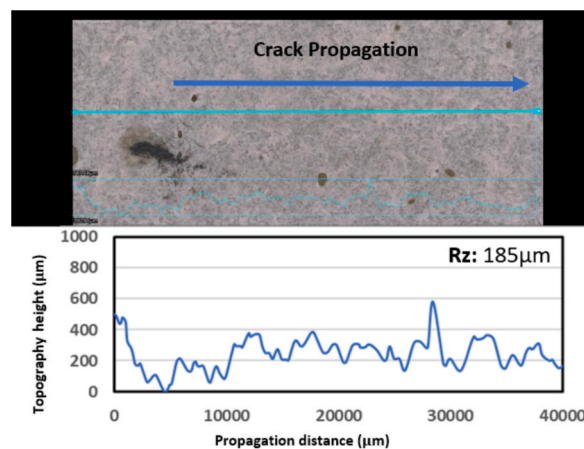 Crack Propagation
1000
Rz: 185μm
800
600
400
200
0
Topography height (μm)
0 10000 20000 30000 40000
Propagation distance (μm)